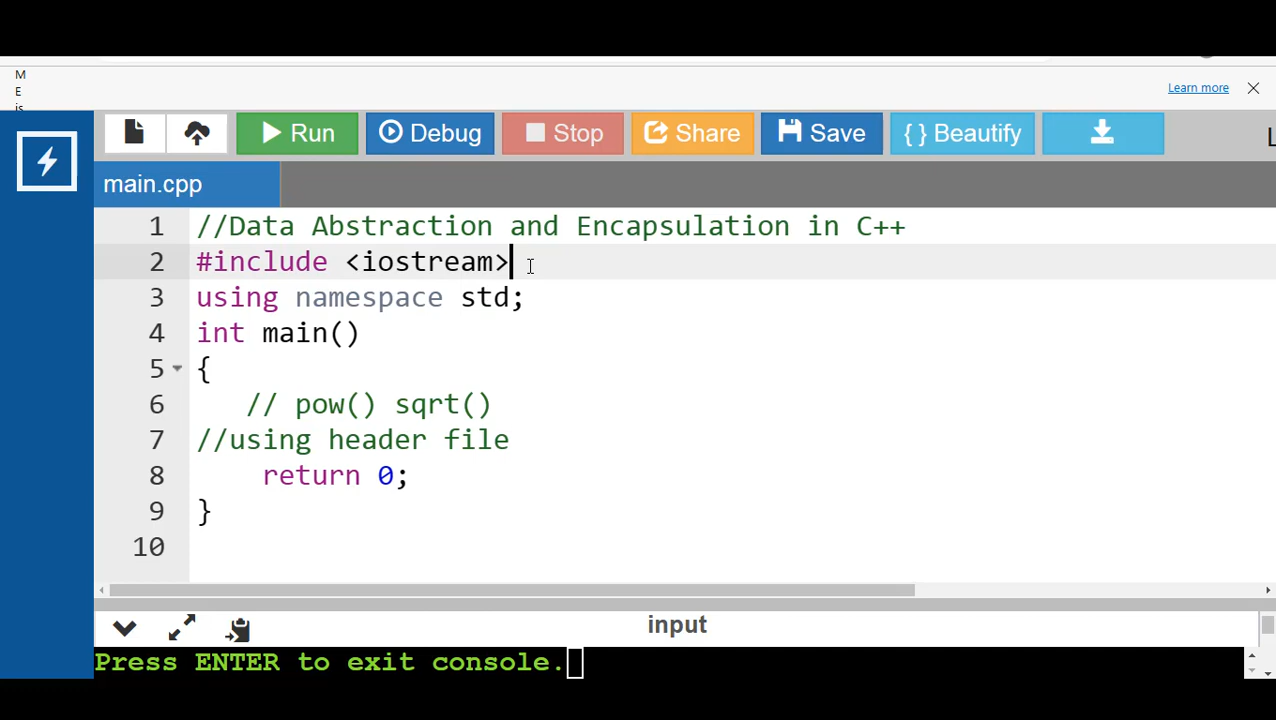 M
E
is
Learn more
Run Debug Stop Share Save { } Beautify
main.cpp
1 //Data Abstraction and Encapsulation in C++
2 #include <iostream>
3 using namespace std;
4 int main()
5 {
6 // pow() sqrt()
7 //using header file
8 return 0;
9 }
10
input
Press ENTER to exit console.